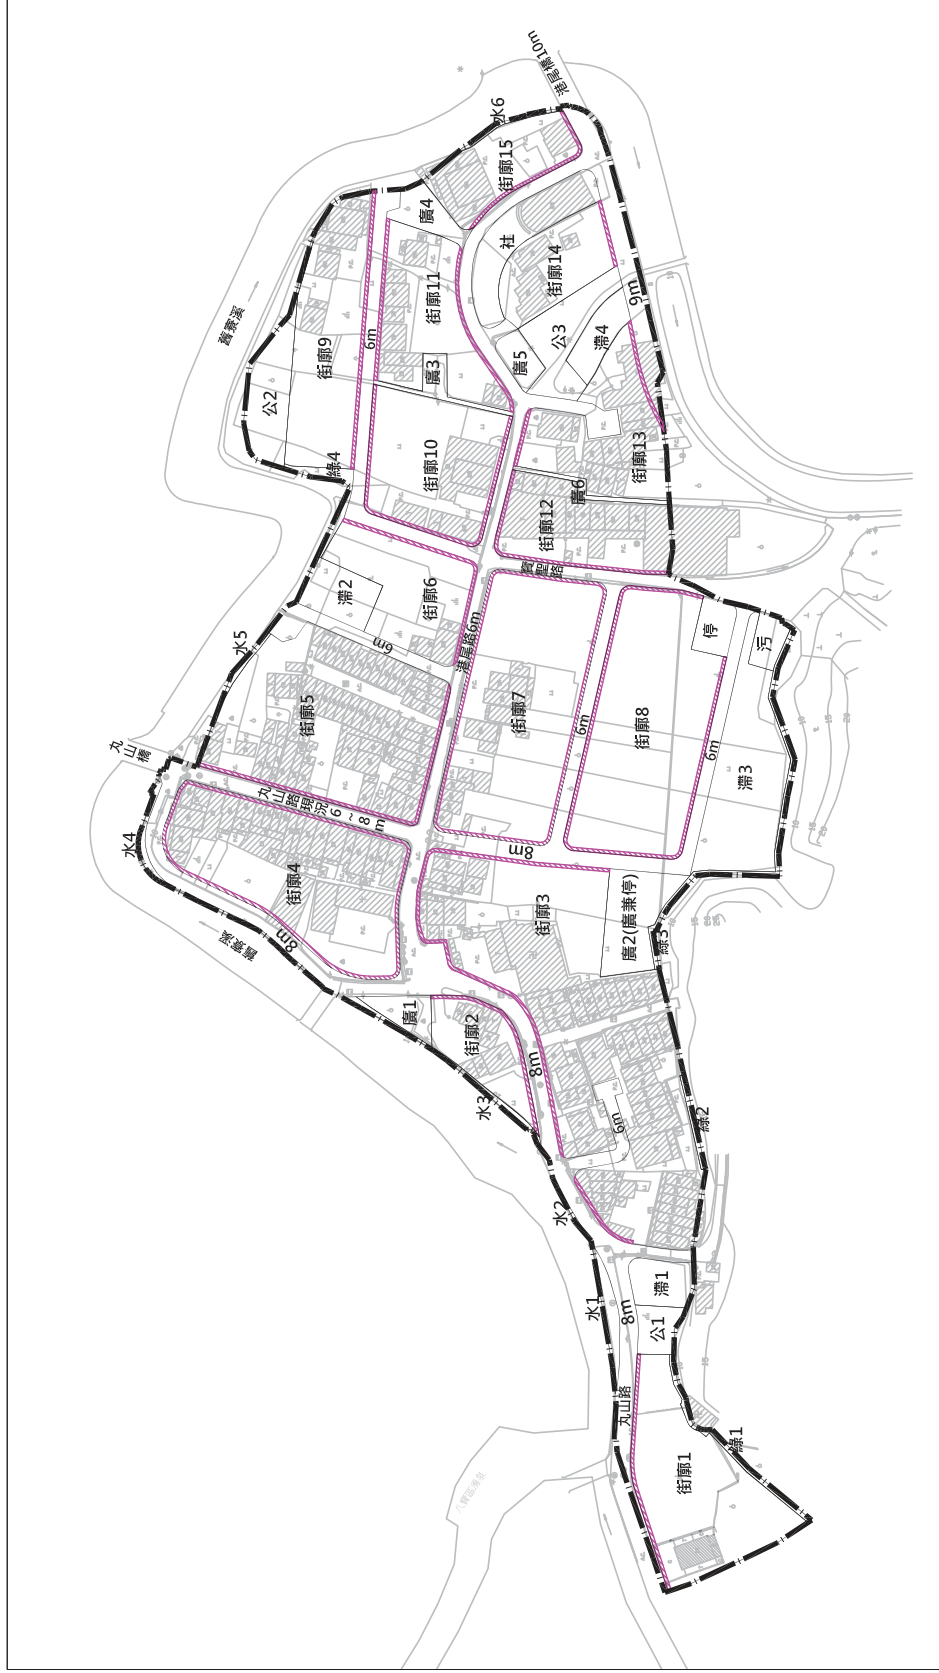 港尾橋10m
水6
街廓15
廣4
社
街廓14
舊寮溪
街廓11
6m
9m
街廓9
公3
滯4
廣5
廣3
公2
綠4
街廓10
街廓13
廣6
街廓12
寶聖路
滯2
街廓6
停
污
水5
6m
港尾路6m
街廓5
街廓7
6m
街廓8
6m
滯3
丸山橋
丸山路現況6~8m
水4
8m
街廓4
街廓3
廣2(廣兼停)
綠3
舊寮溪
8m
廣1
街廓2
8m
水3
6m
綠2
水2
水1
8m
滯1
公1
丸山路
街廓1
綠1